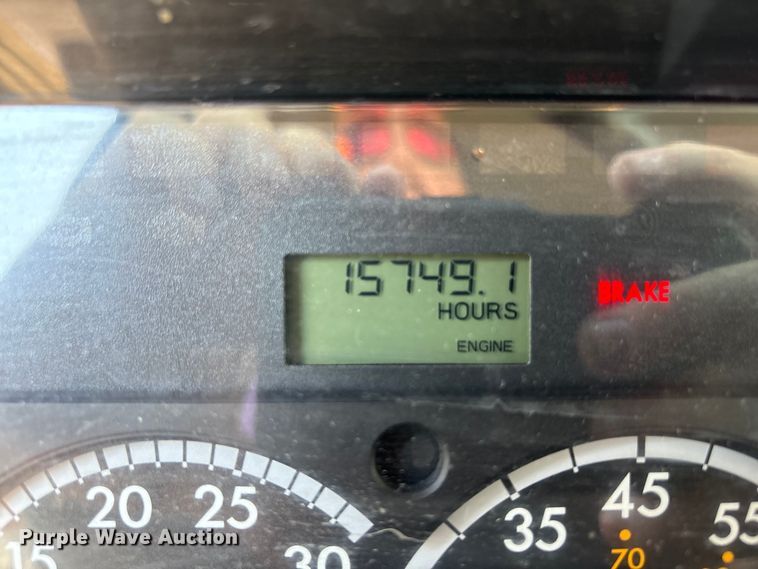 15749.1
HOURS
BRAKE
ENGINE
20
25
15
30
35
45
55
70
Purple Wave Auction